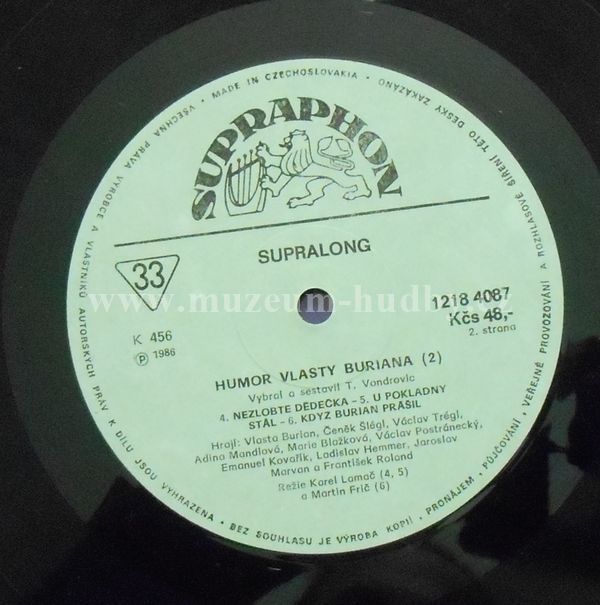 VŠECHNA PRÁVA VÝROBCE A VLASTNÍKŮ AUTORSKÝCH PRÁV K DÍLU JSOU VYHRAZENA • BEZ SOUHLASU JE VÝROBA KOPIÍ, PRONÁJEM, PŮJČOVÁNÍ, VEŘEJNÉ PROVOZOVÁNÍ A ROZHLASOVÉ ŠÍŘENÍ TÉTO DESKY ZAKÁZÁNO • MADE IN CZECHOSLOVAKIA •
SUPRAPHON
SUPRALONG
33
1218 4087
Kčs 48,-
2. strana
K 456
Ⓟ 1986
www.muzeum-hudby.cz
HUMOR VLASTY BURIANA (2)
Vybral a sestavil T. Vondrovic
4. NEZLOBTE DĚDEČKA - 5. U POKLADNY
STÁL - 6. KDYŽ BURIAN PRÁŠIL
Hrají: Vlasta Burian, Čeněk Šlégl, Václav Trégl,
Adina Mandlová, Marie Blažková, Václav Postránecký,
Emanuel Kovařík, Ladislav Hemmer, Jaroslav
Marvan a František Roland
Režie Karel Lamač (4, 5)
a Martin Frič (6)